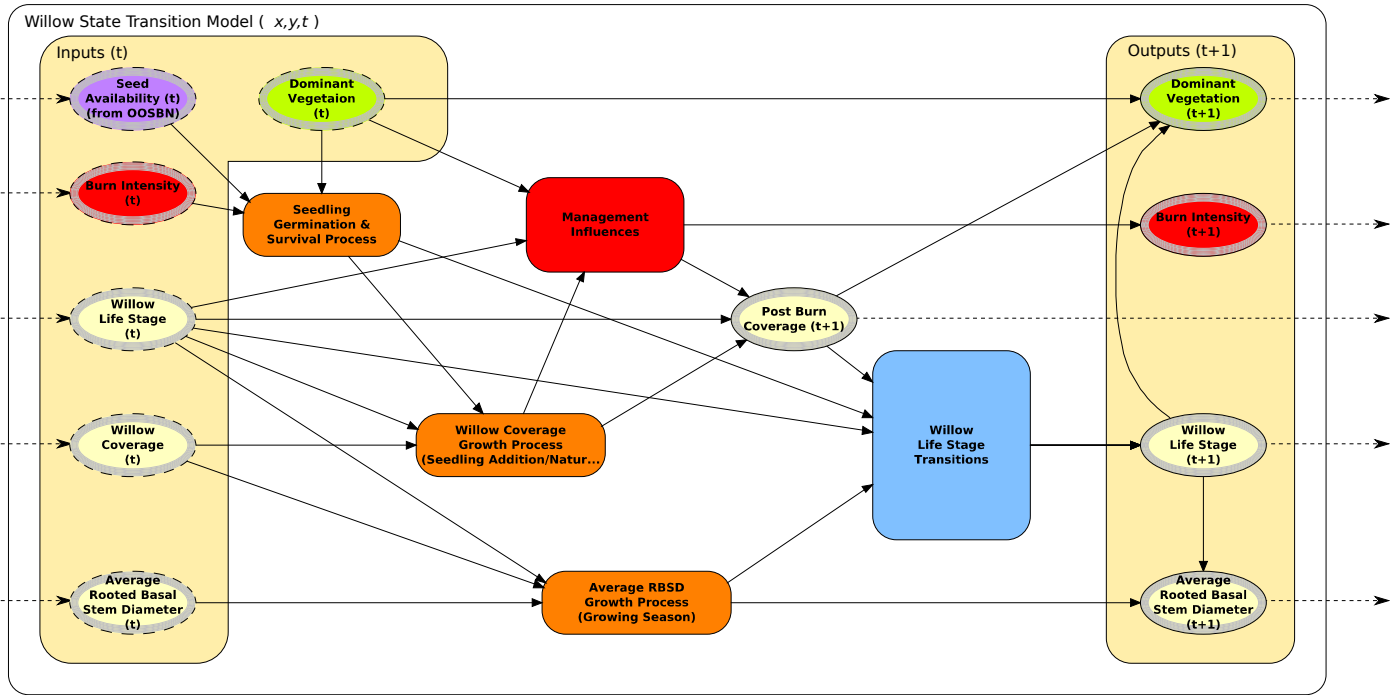 Willow State Transition Model ( x,y,t )
Inputs (t)
Outputs (t+1)
Seed
Availability (t)
(from OOSBN)
Dominant
Vegetaion
(t)
Dominant
Vegetation
(t+1)
Burn Intensity
(t)
Seedling
Germination &
Survival Process
Management
Influences
Burn Intensity
(t+1)
Willow
Life Stage
(t)
Post Burn
Coverage (t+1)
Willow
Coverage
(t)
Willow Coverage
Growth Process
(Seedling Addition/Natur...
Willow
Life Stage
Transitions
Willow
Life Stage
(t+1)
Average
Rooted Basal
Stem Diameter
(t)
Average RBSD
Growth Process
(Growing Season)
Average
Rooted Basal
Stem Diameter
(t+1)